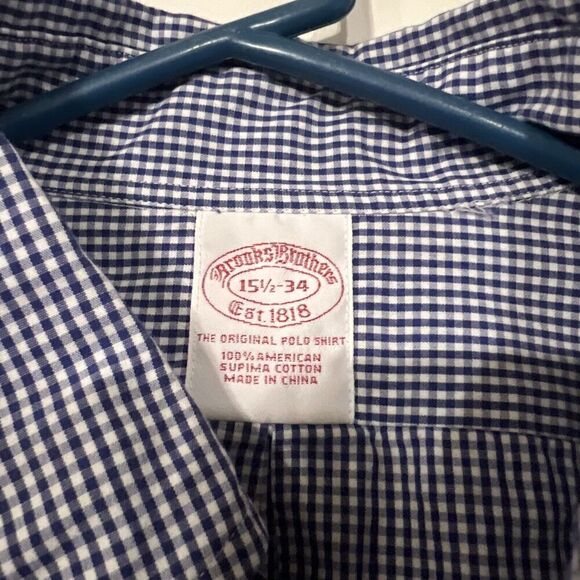 Brooks Brothers
15½-34
Est. 1818
THE ORIGINAL POLO SHIRT
100% AMERICAN
SUPIMA COTTON
MADE IN CHINA